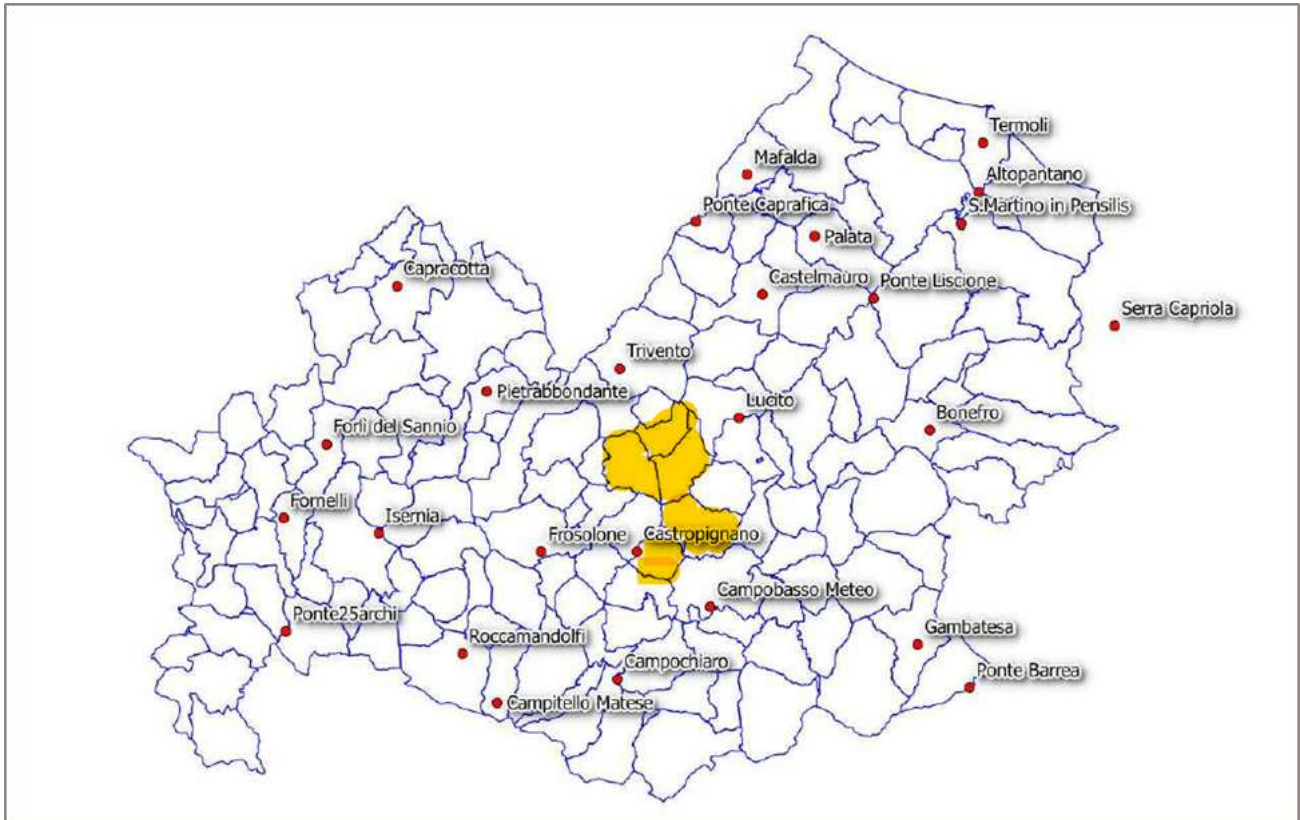 Termoli
Mafalda
Altopantano
Ponte Caprafica
S.Martino in Pensilis
Palata
Capracotta
Castelmauro
Ponte Liscione
Serra Capriola
Trivento
Pietrabbondante
Lucito
Bonefro
Forlì del Sannio
Fornelli
Isernia
Frosolone
Castropignano
Campobasso Meteo
Ponte25archi
Gambatesa
Roccamandolfi
Campochiaro
Ponte Barrea
Campitello Matese